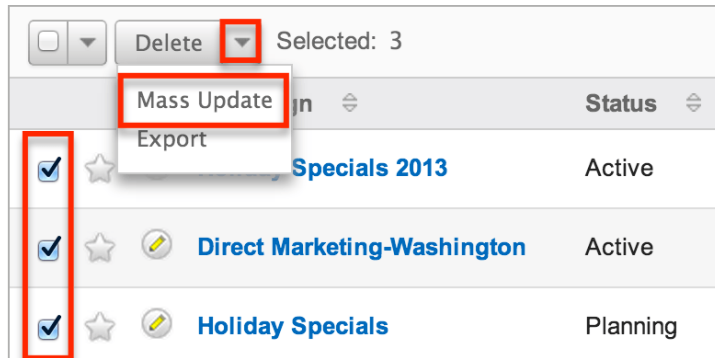 Delete Selected: 3
Mass Update
Export
Status
Specials 2013 Active
Direct Marketing-Washington Active
Holiday Specials Planning